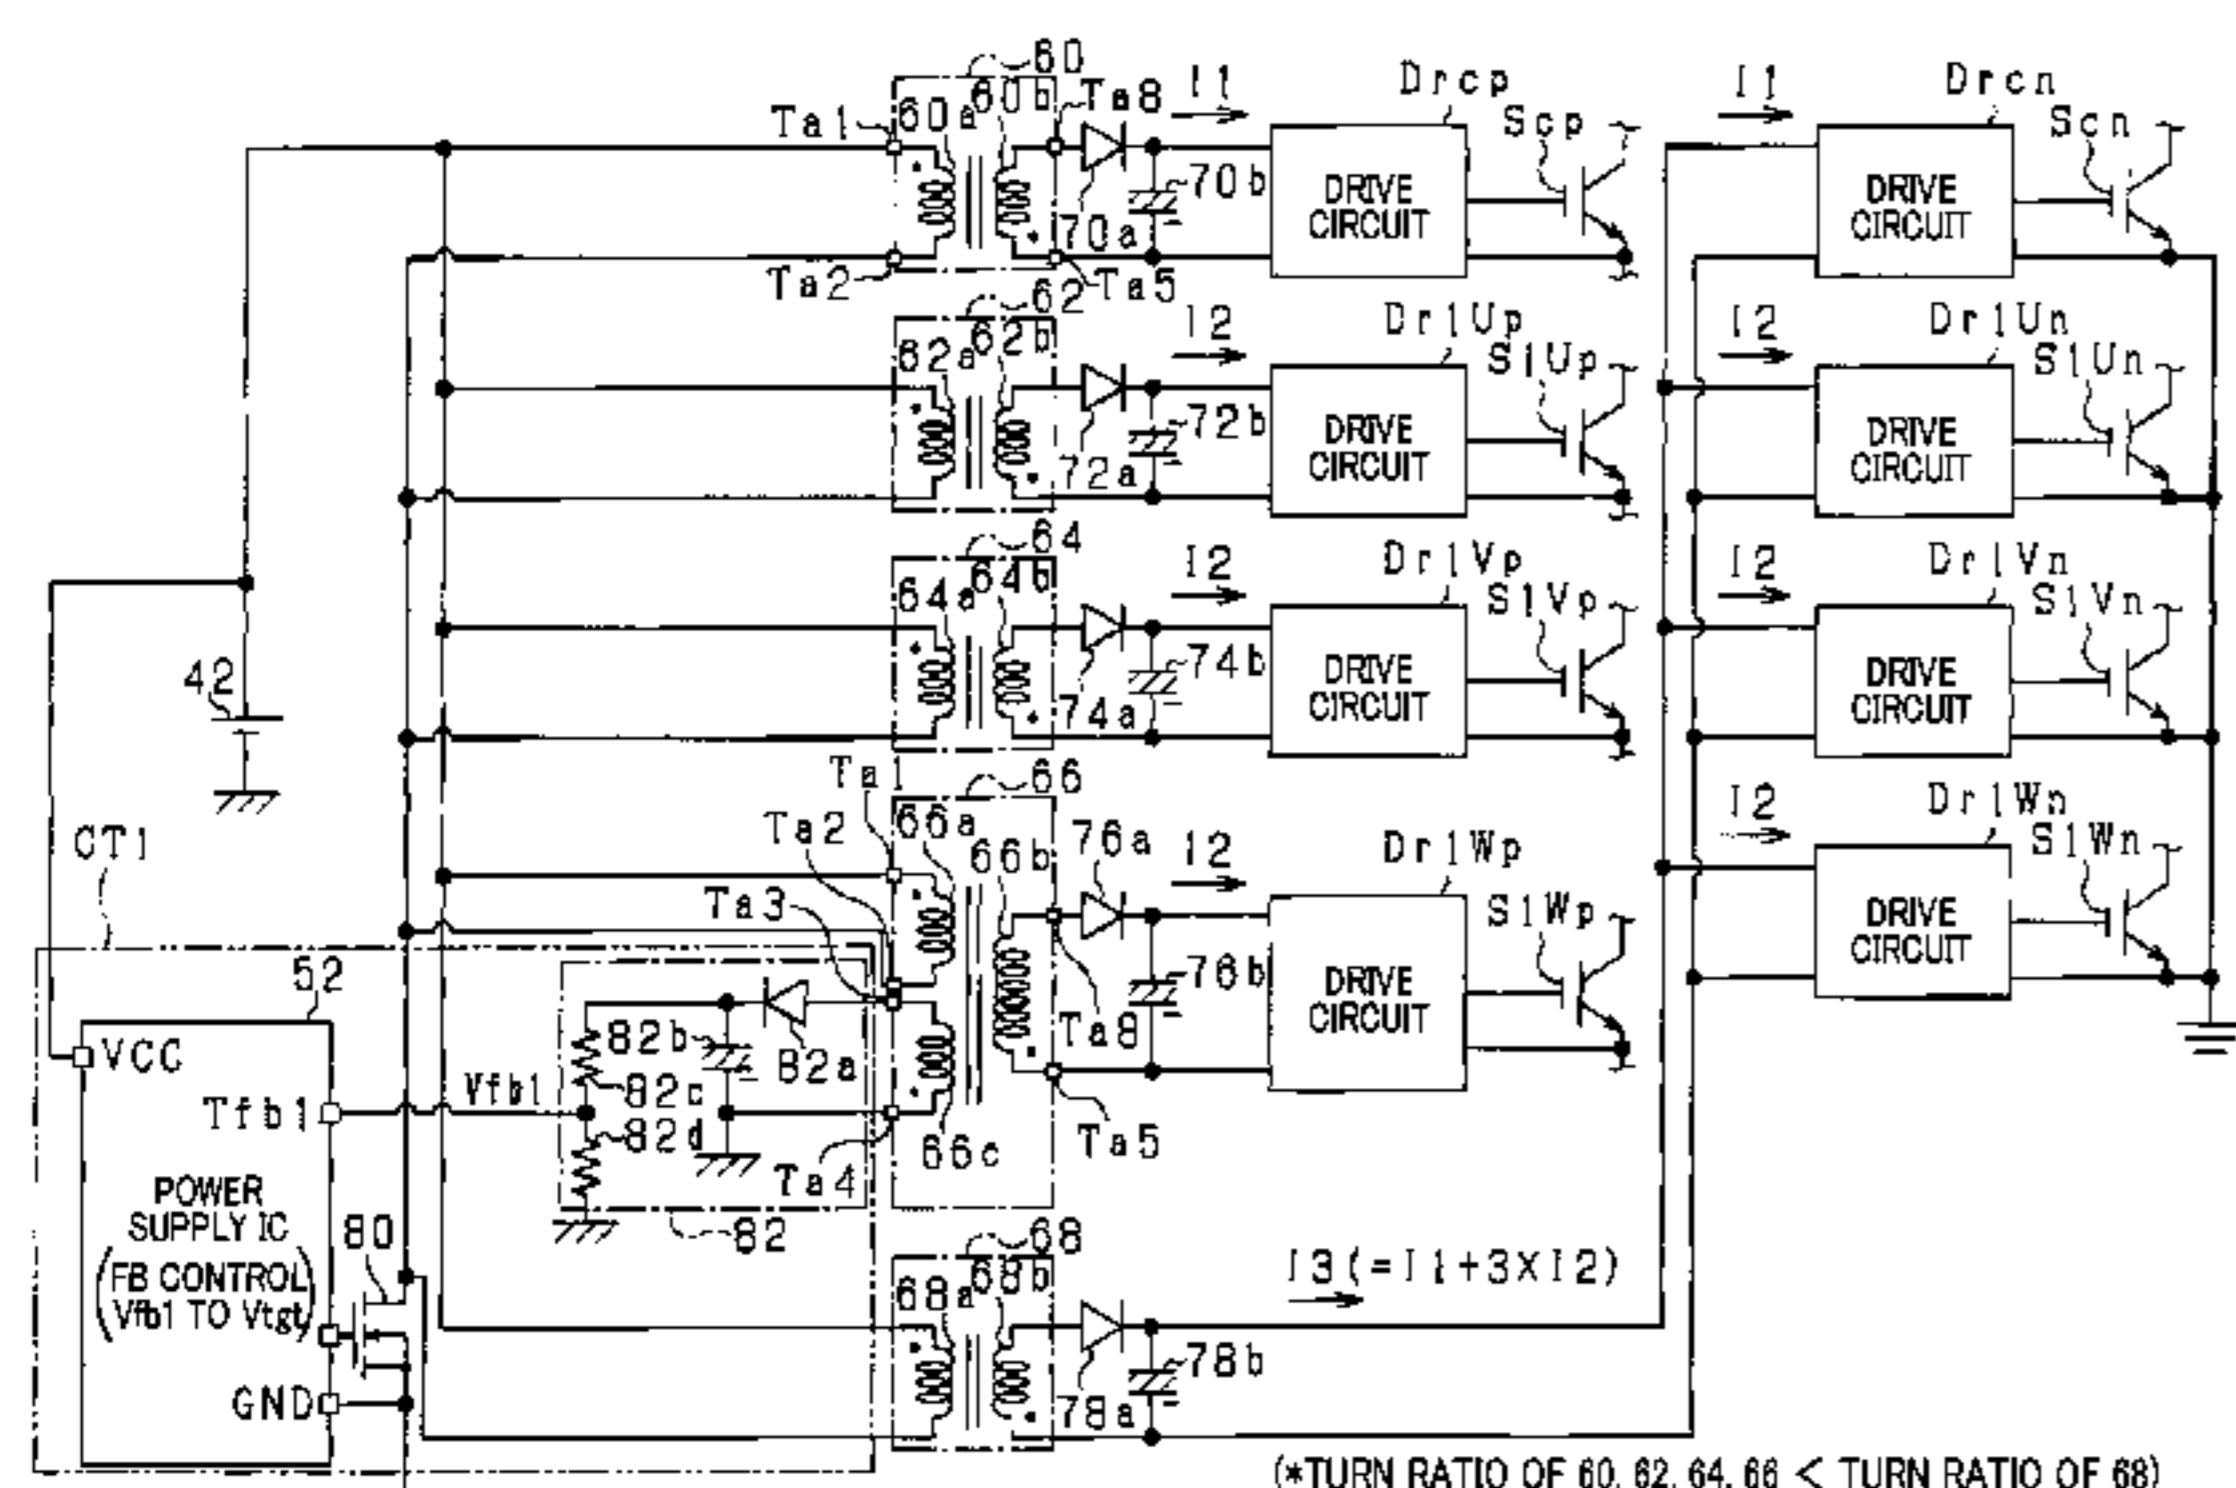 60
Ta1
60a
60b
Ta8
I1
Drcp
Scp
I1
Drcn
Scn
70b
70a
DRIVE
CIRCUIT
DRIVE
CIRCUIT
Ta2
Ta5
62
62a
62b
I2
Dr1Up
S1Up
I2
Dr1Un
S1Un
72b
72a
DRIVE
CIRCUIT
DRIVE
CIRCUIT
64
64a
64b
I2
Dr1Vp
S1Vp
I2
Dr1Vn
S1Vn
42
74b
74a
DRIVE
CIRCUIT
DRIVE
CIRCUIT
Ta1
66
CT1
Ta2
66a
66b
76a
I2
Dr1Wp
I2
Dr1Wn
S1Wn
Ta3
S1Wp
DRIVE
CIRCUIT
52
76b
DRIVE
CIRCUIT
VCC
82b
82a
Ta8
Tfb1
Vfb1
82c
82d
Ta4
66c
Ta5
POWER
SUPPLY IC
(FB CONTROL
Vfb1 TO Vtgt)
80
82
68
68a
68b
I3(=I1+3XI2)
78b
78a
GND
(*TURN RATIO OF 60, 62, 64, 66 < TURN RATIO OF 68)